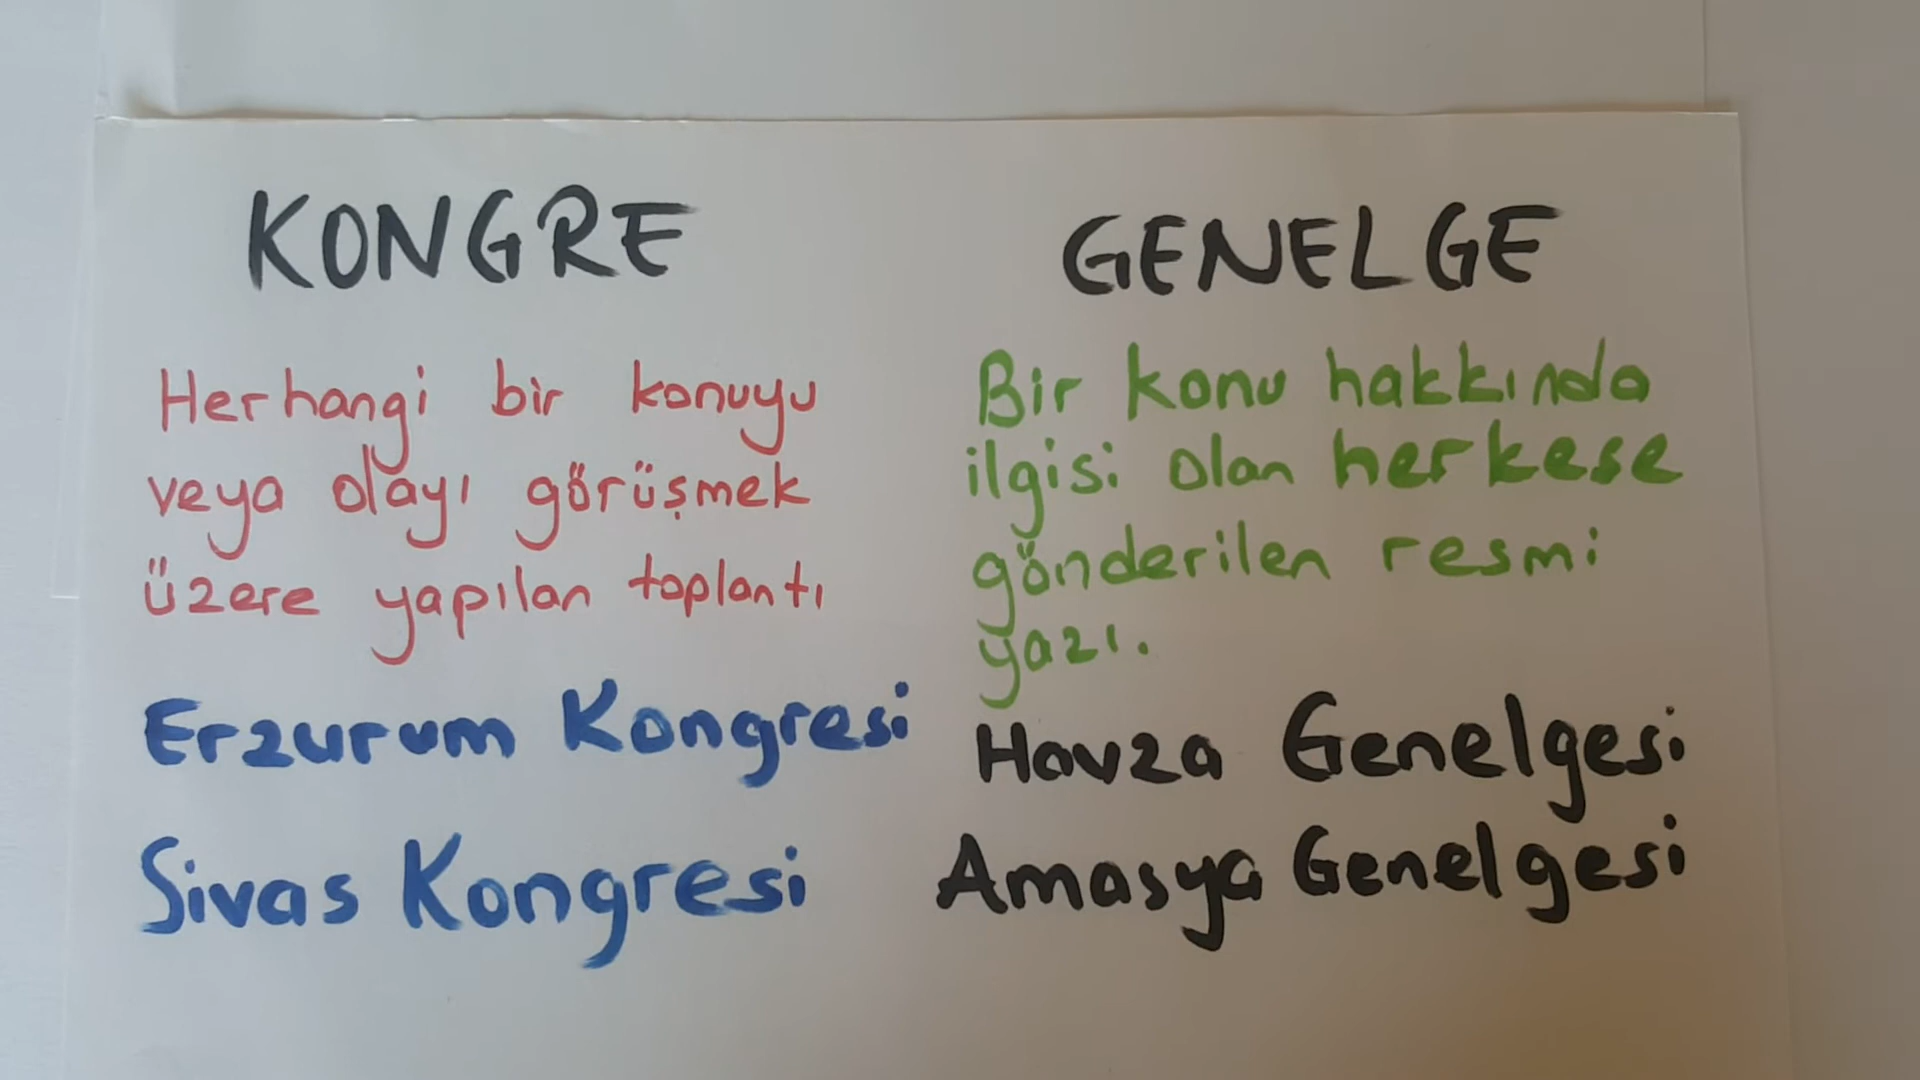 KONGRE
Herhangi bir konuyu
veya olayı görüşmek
üzere yapılan toplantı
Erzurum Kongresi
Sivas Kongresi
GENELGE
Bir konu hakkında
ilgisi olan herkese
gönderilen resmi
yazı.
Havza Genelgesi
Amasya Genelgesi